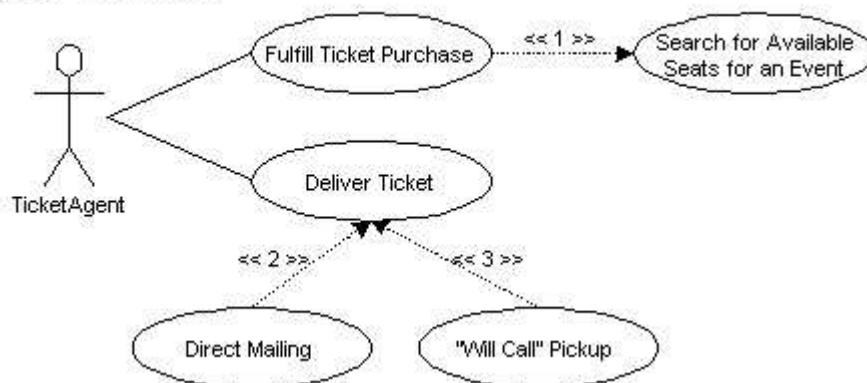 Fulfill Ticket Purchase
<< 1 >>
Search for Available
Seats for an Event
TicketAgent
Deliver Ticket
<< 2 >>
<< 3 >>
Direct Mailing
"Will Call" Pickup